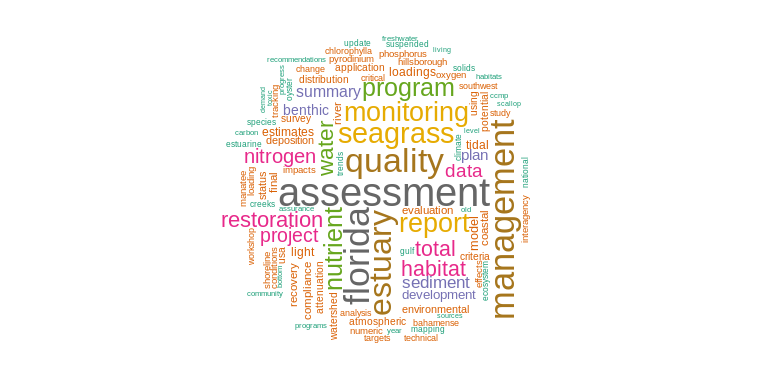 freshwater
update
suspended
living
chlorophylla
phosphorus
recommendations
pyrodinium
hillsborough
change
application
loadings
solids
critical
oxygen
habitats
progress
distribution
program
southwest
oyster
summary
ccmp
demand
toxic
tracking
benthic
river
monitoring
using
potential
scallop
study
species
survey
seagrass
carbon
estimates
water
level
estuarine
deposition
climate
tidal
nitrogen
trends
quality
plan
manatee
loading
status
final
impacts
data
national
assessment
management
creeks
assurance
evaluation
old
restoration
florida
estuary
report
model
coastal
interagency
workshop
project
nutrient
shoreline
conditions
bottom
usa
light
gulf
total
criteria
habitat
effects
ecosystem
recovery
compliance
attenuation
sediment
community
development
watershed
analysis
environmental
sources
programs
atmospheric
bahamense
numeric
year
mapping
targets
technical